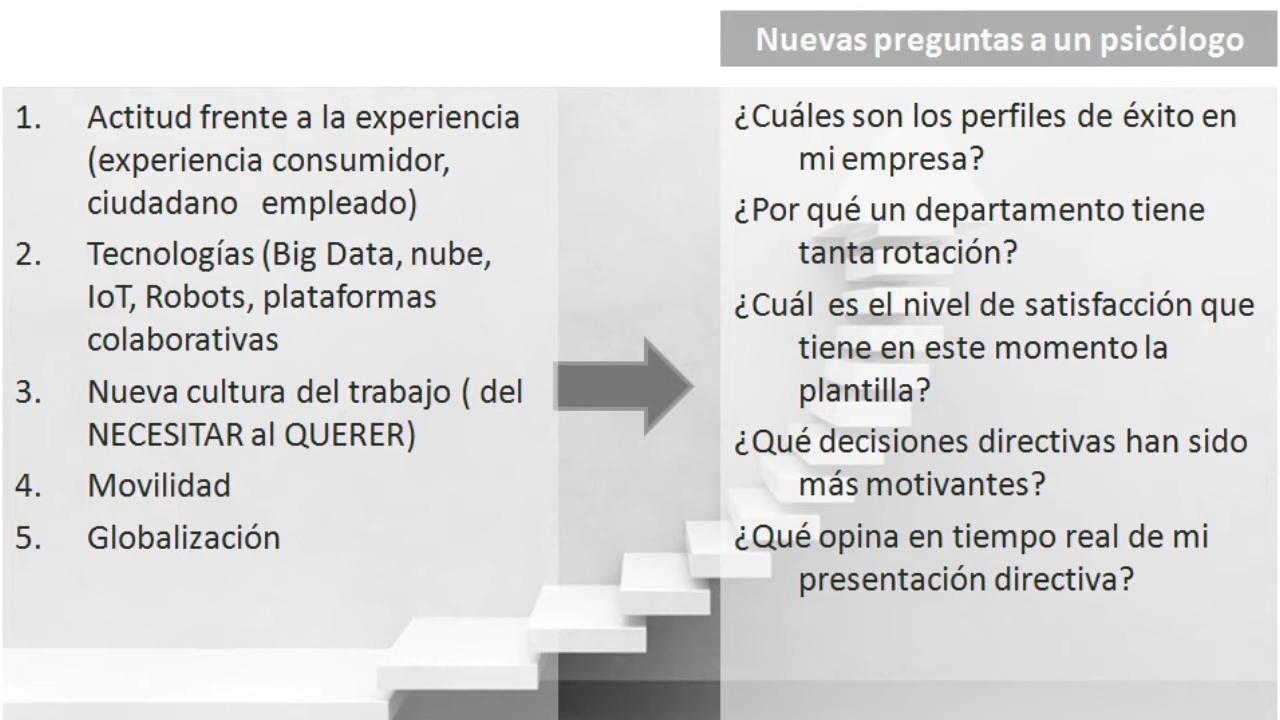 Nuevas preguntas a un psicólogo
1. Actitud frente a la experiencia
(experiencia consumidor,
ciudadano empleado)
2. Tecnologías (Big Data, nube,
IoT, Robots, plataformas
colaborativas
3. Nueva cultura del trabajo ( del
NECESITAR al QUERER)
4. Movilidad
5. Globalización
¿Cuáles son los perfiles de éxito en
mi empresa?
¿Por qué un departamento tiene
tanta rotación?
¿Cuál es el nivel de satisfacción que
tiene en este momento la
plantilla?
¿Qué decisiones directivas han sido
más motivantes?
¿Qué opina en tiempo real de mi
presentación directiva?